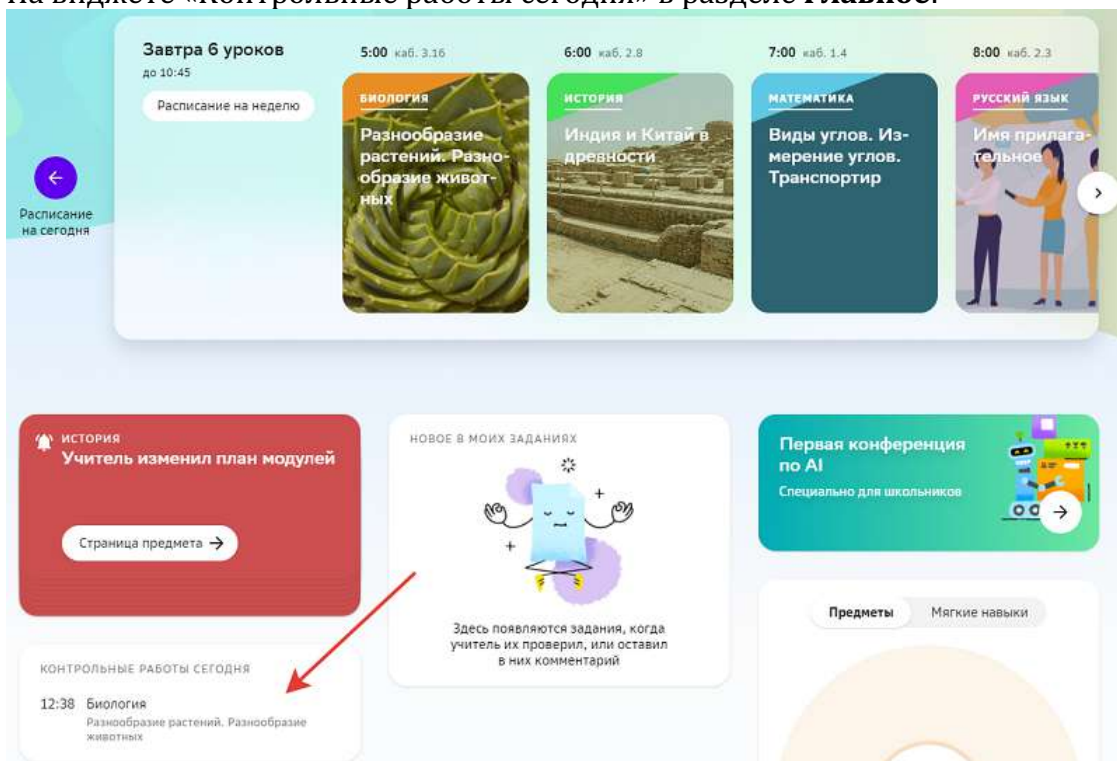 На виджете «Контрольные работы сегодня» в разделе Главное.
Завтра 6 уроков
до 10:45
Расписание на неделю
5:00 каб. 3.16
БИОЛОГИЯ
Разнообразие
растений. Разно-
образие живот-
ных
6:00 каб. 2.8
ИСТОРИЯ
Индия и Китай в
древности
7:00 каб. 1.4
МАТЕМАТИКА
Виды углов. Из-
мерение углов.
Транспортир
8:00 каб. 2.3
РУССКИЙ ЯЗЫК
Имя прилага-
тельное
Расписание
на сегодня
ИСТОРИЯ
Учитель изменил план модулей
Страница предмета →
НОВОЕ В МОИХ ЗАДАНИЯХ
Здесь появляются задания, когда
учитель их проверил, или оставил
в них комментарий
Первая конференция
по AI
Специально для школьников
Предметы Мягкие навыки
КОНТРОЛЬНЫЕ РАБОТЫ СЕГОДНЯ
12:38 Биология
Разнообразие растений. Разнообразие
животных